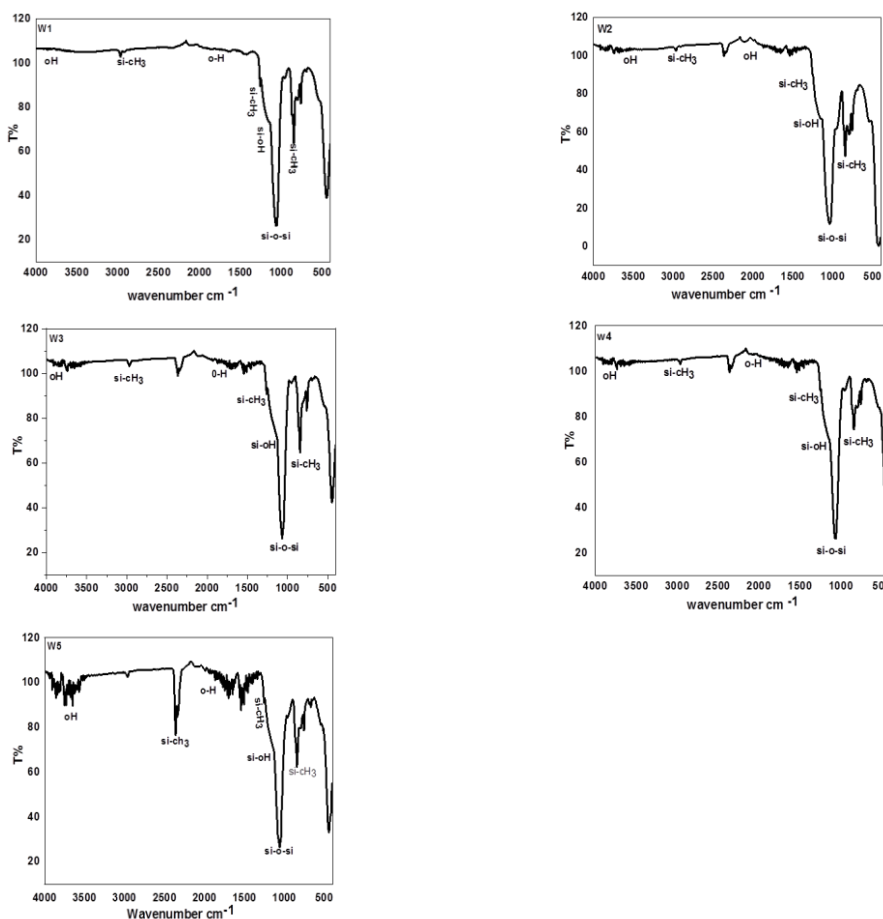 W1
120
100
80
60
40
20
T%
oH
si-cH3
o-H
si-cH3
si-oH
si-cH3
si-o-si
4000 3500 3000 2500 2000 1500 1000 500
wavenumber cm -1
W2
120
100
80
60
40
20
0
T%
oH
si-cH3
oH
si-cH3
si-oH
si-cH3
si-o-si
4000 3500 3000 2500 2000 1500 1000 500
wavenumber cm -1
W3
120
100
80
60
40
20
T%
oH
si-cH3
0-H
si-cH3
si-oH
si-cH3
si-o-si
4000 3500 3000 2500 2000 1500 1000 500
wavenumber cm-1
w4
120
100
80
60
40
20
T%
oH
si-cH3
o-H
si-cH3
si-oH
si-cH3
si-o-si
4000 3500 3000 2500 2000 1500 1000 500
wavenumber cm-1
W5
120
100
80
60
40
20
T%
oH
si-ch3
o-H
si-cH3
si-oH
si-cH3
si-o-si
4000 3500 3000 2500 2000 1500 1000 500
Wavenumber cm-1